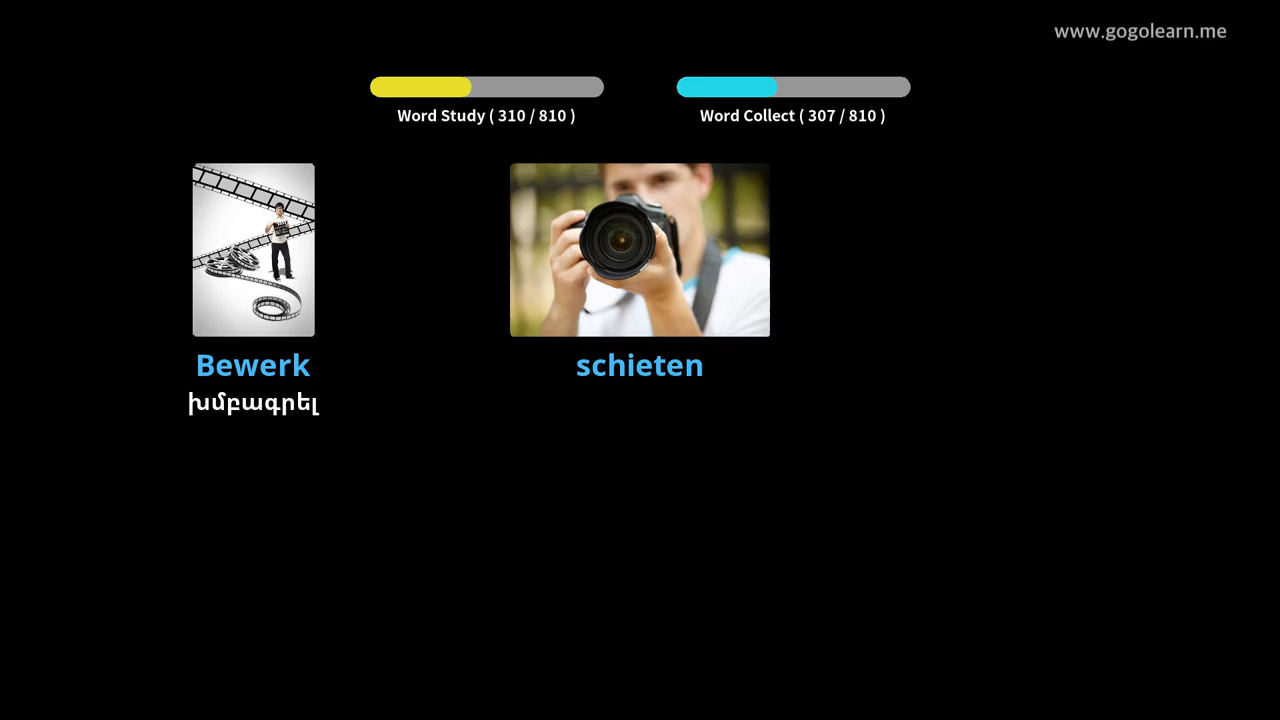 www.gogolearn.me
Word Study ( 310 / 810 )
Word Collect ( 307 / 810 )
Bewerk
խմբագրել
schieten